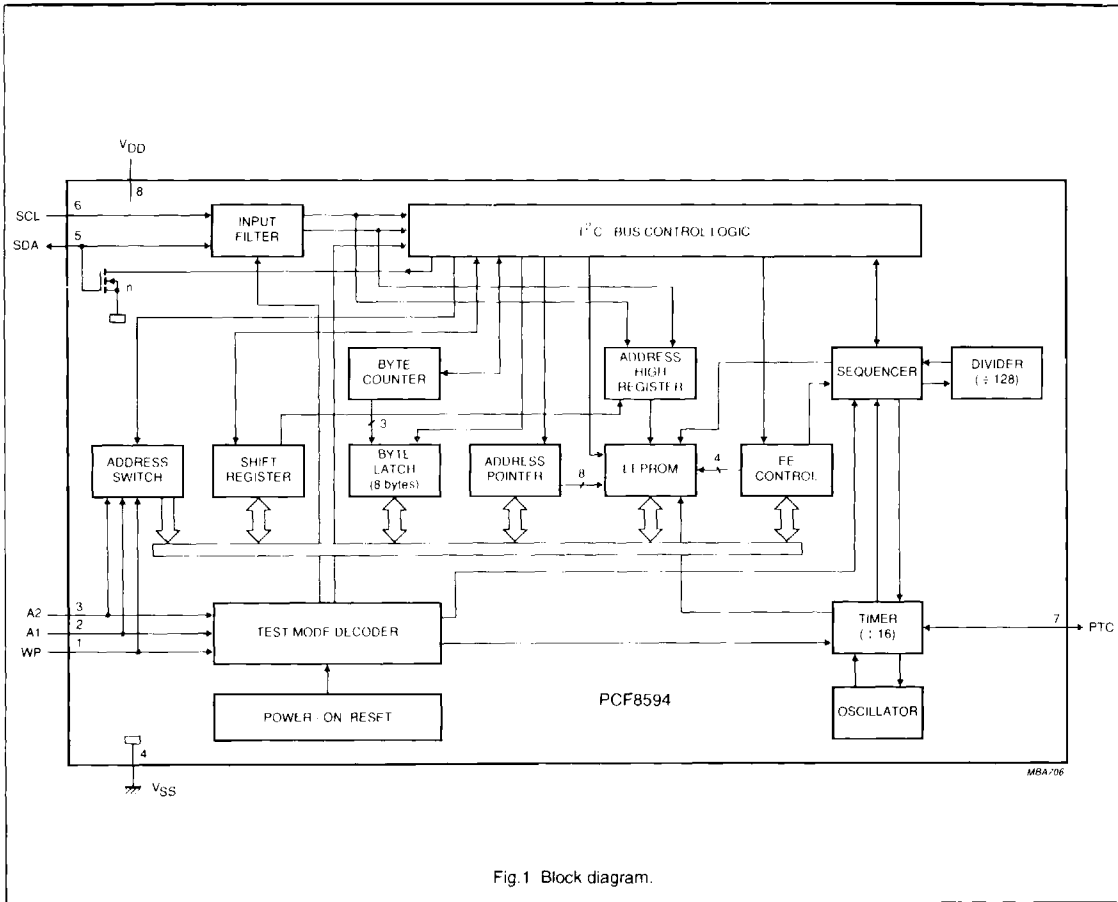 VDD
8
SCL
6
INPUT
FILTER
I²C - BUS CONTROL LOGIC
SDA
5
n
BYTE
COUNTER
ADDRESS
HIGH
REGISTER
SEQUENCER
DIVIDER
(÷ 128)
3
ADDRESS
SWITCH
SHIFT
REGISTER
BYTE
LATCH
(8 bytes)
ADDRESS
POINTER
8
EEPROM
4
EE
CONTROL
A2
3
A1
2
WP
1
TEST MODE DECODER
TIMER
(÷ 16)
7
PTC
POWER - ON RESET
PCF8594
OSCILLATOR
4
VSS
MBA706
Fig.1 Block diagram.